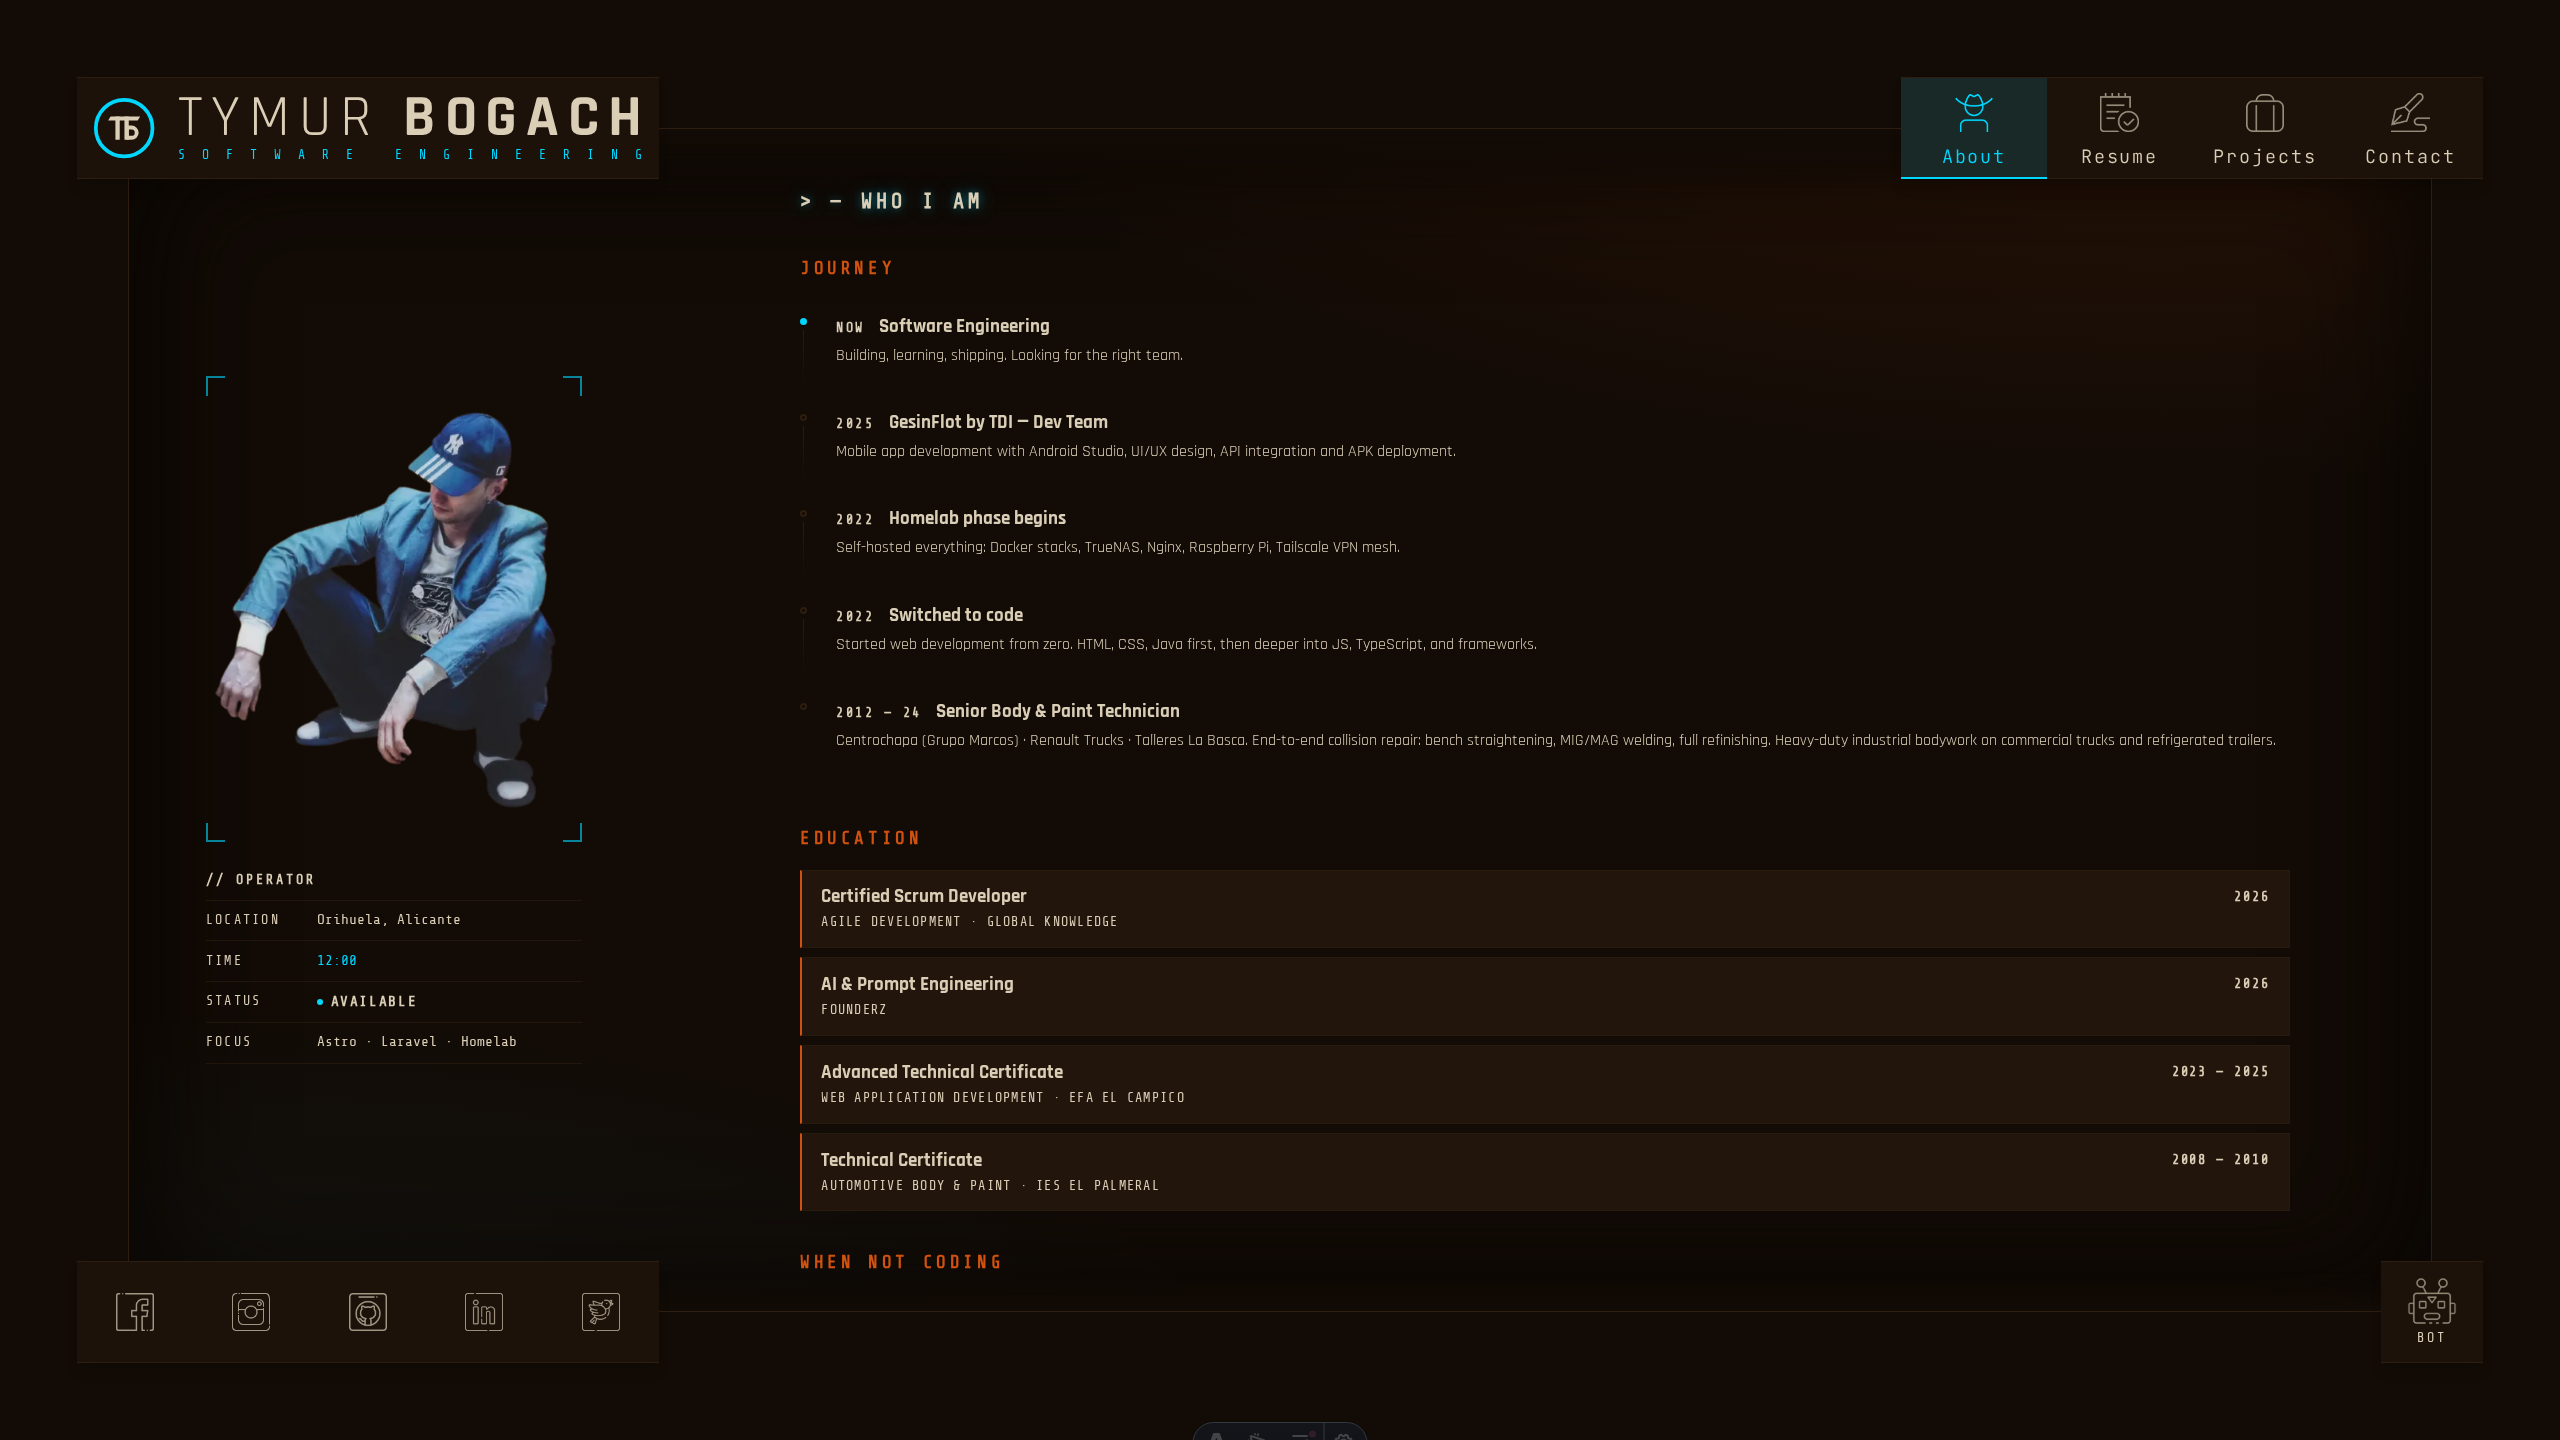 TБ TYMUR BOGACH
SOFTWARE ENGINEERING
About
Resume
Projects
Contact
> — WHO I AM
JOURNEY
NOW Software Engineering
Building, learning, shipping. Looking for the right team.
2025 GesinFlot by TDI — Dev Team
Mobile app development with Android Studio, UI/UX design, API integration and APK deployment.
2022 Homelab phase begins
Self-hosted everything: Docker stacks, TrueNAS, Nginx, Raspberry Pi, Tailscale VPN mesh.
2022 Switched to code
Started web development from zero. HTML, CSS, Java first, then deeper into JS, TypeScript, and frameworks.
2012 — 24 Senior Body & Paint Technician
Centrochapa (Grupo Marcos) · Renault Trucks · Talleres La Basca. End-to-end collision repair: bench straightening, MIG/MAG welding, full refinishing. Heavy-duty industrial bodywork on commercial trucks and refrigerated trailers.
// OPERATOR
LOCATION Orihuela, Alicante
TIME 12:00
STATUS AVAILABLE
FOCUS Astro · Laravel · Homelab
EDUCATION
Certified Scrum Developer 2026
AGILE DEVELOPMENT · GLOBAL KNOWLEDGE
AI & Prompt Engineering 2026
FOUNDERZ
Advanced Technical Certificate 2023 — 2025
WEB APPLICATION DEVELOPMENT · EFA EL CAMPICO
Technical Certificate 2008 — 2010
AUTOMOTIVE BODY & PAINT · IES EL PALMERAL
WHEN NOT CODING
BOT